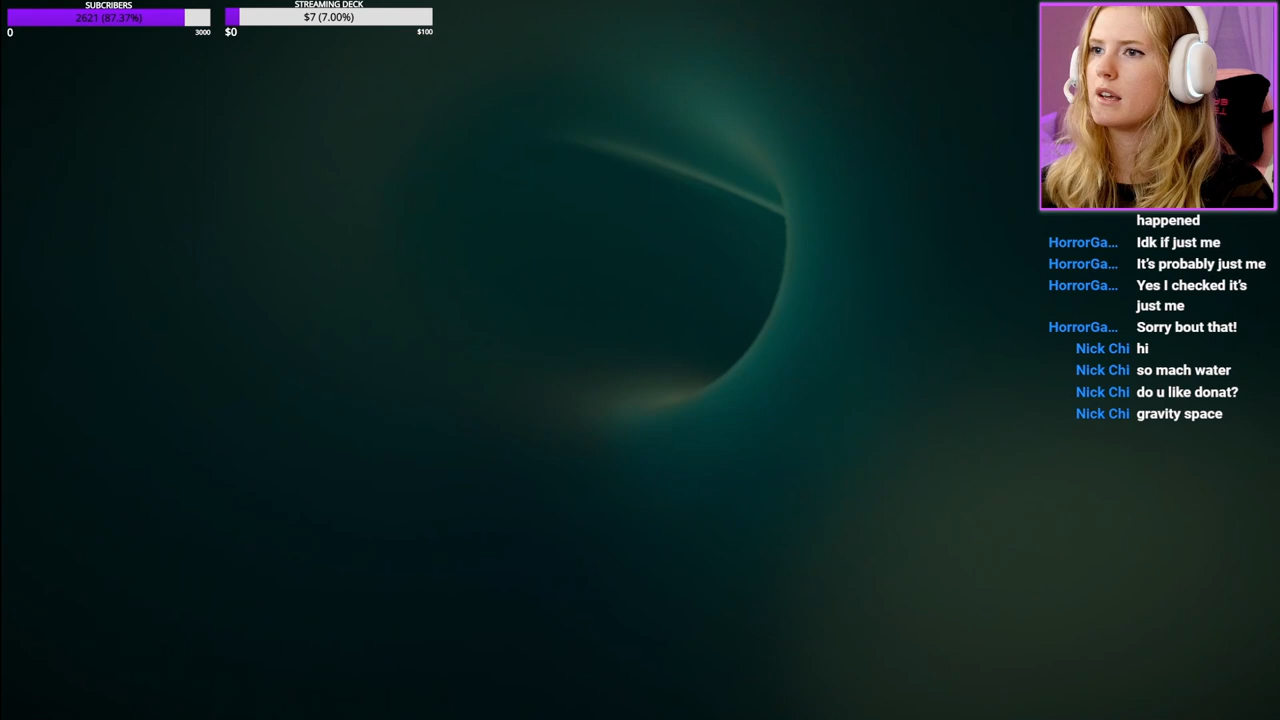 SUBCRIBERS
2621 (87.37%)
0 3000
STREAMING DECK
$7 (7.00%)
$0 $100
happened
HorrorGa... Idk if just me
HorrorGa... It's probably just me
HorrorGa... Yes I checked it's
just me
HorrorGa... Sorry bout that!
Nick Chi hi
Nick Chi so mach water
Nick Chi do u like donat?
Nick Chi gravity space